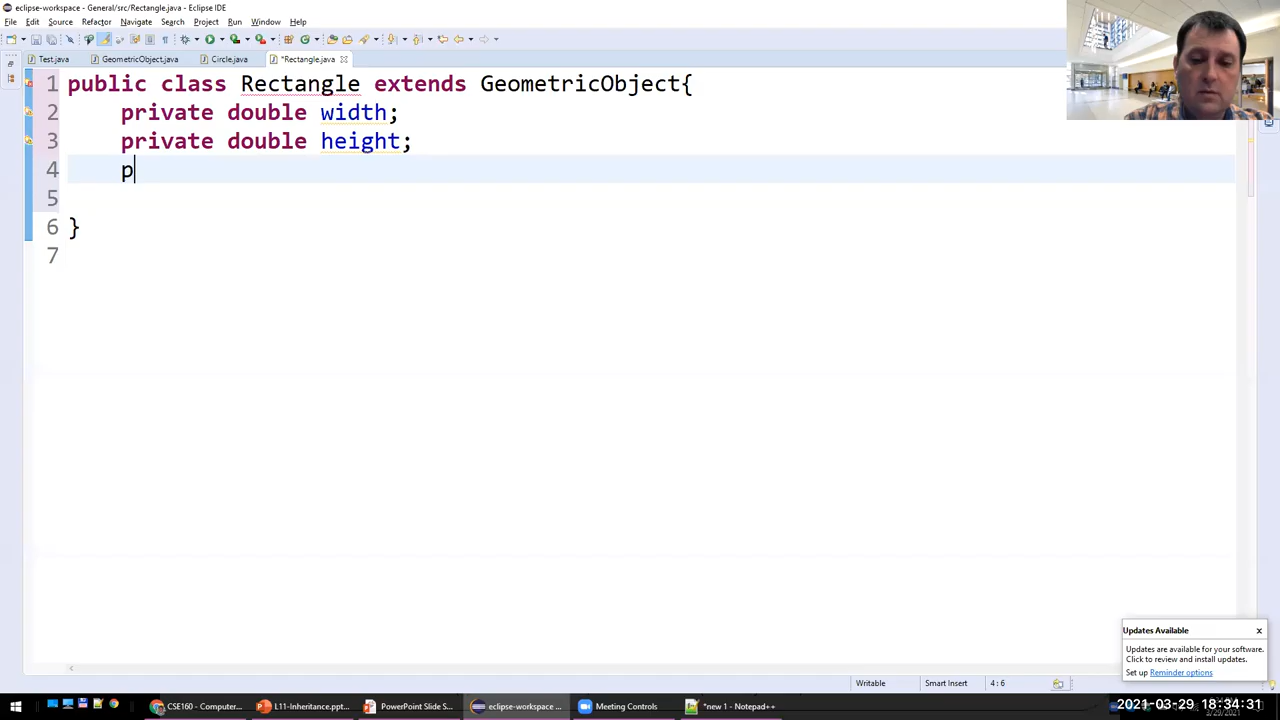 eclipse-workspace - General/src/Rectangle.java - Eclipse IDE
File Edit Source Refactor Navigate Search Project Run Window Help
Test.java GeometricObject.java Circle.java *Rectangle.java
1 public class Rectangle extends GeometricObject{
2 private double width;
3 private double height;
4 p
5
6 }
7
Updates Available
Updates are available for your software.
Click to review and install updates.
Set up Reminder options
Writable Smart Insert 4 : 6
CSE160 - Computer... L11-Inheritance.ppt... PowerPoint Slide S... eclipse-workspace ... Meeting Controls *new 1 - Notepad++
2021-03-29 18:34:31